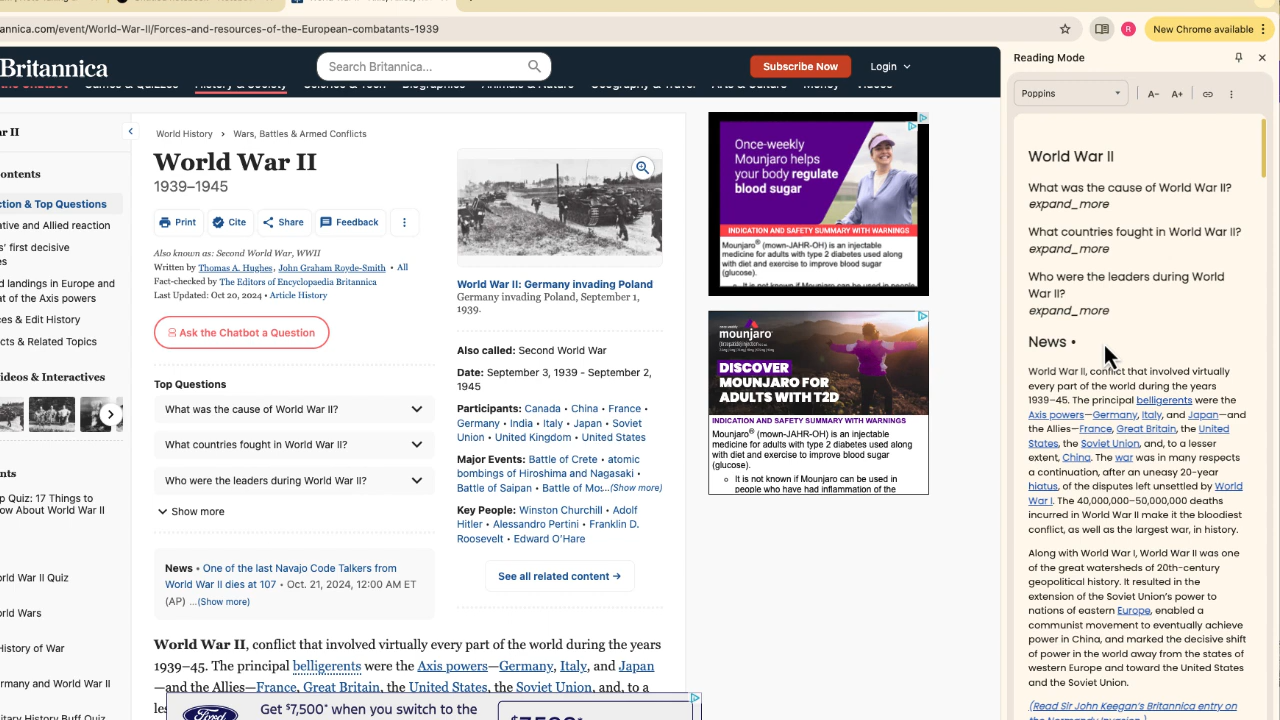 annica.com/event/World-War-II/Forces-and-resources-of-the-European-combatants-1939
R
New Chrome available
Britannica
Search Britannica...
Subscribe Now
Login
ar II
ontents
ction & Top Questions
ative and Allied reaction
s' first decisive
es
d landings in Europe and
at of the Axis powers
ces & Edit History
cts & Related Topics
ideos & Interactives
nts
p Quiz: 17 Things to
ow About World War II
rld War II Quiz
rld Wars
History of War
rmany and World War II
litary History Buff Quiz
World History > Wars, Battles & Armed Conflicts
World War II
1939–1945
Print
Cite
Share
Feedback
Also known as: Second World War, WWII
Written by Thomas A. Hughes, John Graham Royde-Smith • All
Fact-checked by The Editors of Encyclopaedia Britannica
Last Updated: Oct 20, 2024 • Article History
Ask the Chatbot a Question
Top Questions
What was the cause of World War II?
What countries fought in World War II?
Who were the leaders during World War II?
Show more
News • One of the last Navajo Code Talkers from
World War II dies at 107 • Oct. 21, 2024, 12:00 AM ET
(AP) ...(Show more)
World War II, conflict that involved virtually every part of the world during the years
1939–45. The principal belligerents were the Axis powers—Germany, Italy, and Japan
—and the Allies—France, Great Britain, the United States, the Soviet Union, and, to a
les
World War II: Germany invading Poland
Germany invading Poland, September 1,
1939.
Also called: Second World War
Date: September 3, 1939 - September 2,
1945
Participants: Canada • China • France •
Germany • India • Italy • Japan • Soviet
Union • United Kingdom • United States
Major Events: Battle of Crete • atomic
bombings of Hiroshima and Nagasaki •
Battle of Saipan • Battle of Mos...(Show more)
Key People: Winston Churchill • Adolf
Hitler • Alessandro Pertini • Franklin D.
Roosevelt • Edward O'Hare
See all related content →
Once-weekly
Mounjaro helps
your body regulate
blood sugar
INDICATION AND SAFETY SUMMARY WITH WARNINGS
Mounjaro® (mown-JAHR-OH) is an injectable
medicine for adults with type 2 diabetes used along
with diet and exercise to improve blood sugar
(glucose).
It is not known if Mounjaro can be used in people
mounjaro
DISCOVER
MOUNJARO FOR
ADULTS WITH T2D
INDICATION AND SAFETY SUMMARY WITH WARNINGS
Mounjaro® (mown-JAHR-OH) is an injectable
medicine for adults with type 2 diabetes used along
with diet and exercise to improve blood sugar
(glucose).
It is not known if Mounjaro can be used in
people who have had inflammation of the
Ford
Get $7,500* when you switch to the
Reading Mode
Poppins
A-
A+
World War II
What was the cause of World War II?
expand_more
What countries fought in World War II?
expand_more
Who were the leaders during World
War II?
expand_more
News •
World War II, conflict that involved virtually
every part of the world during the years
1939–45. The principal belligerents were the
Axis powers—Germany, Italy, and Japan—and
the Allies—France, Great Britain, the United
States, the Soviet Union, and, to a lesser
extent, China. The war was in many respects
a continuation, after an uneasy 20-year
hiatus, of the disputes left unsettled by World
War I. The 40,000,000–50,000,000 deaths
incurred in World War II make it the bloodiest
conflict, as well as the largest war, in history.
Along with World War I, World War II was one
of the great watersheds of 20th-century
geopolitical history. It resulted in the
extension of the Soviet Union's power to
nations of eastern Europe, enabled a
communist movement to eventually achieve
power in China, and marked the decisive shift
of power in the world away from the states of
western Europe and toward the United States
and the Soviet Union.
(Read Sir John Keegan's Britannica entry on
the Normandy Invasion.)